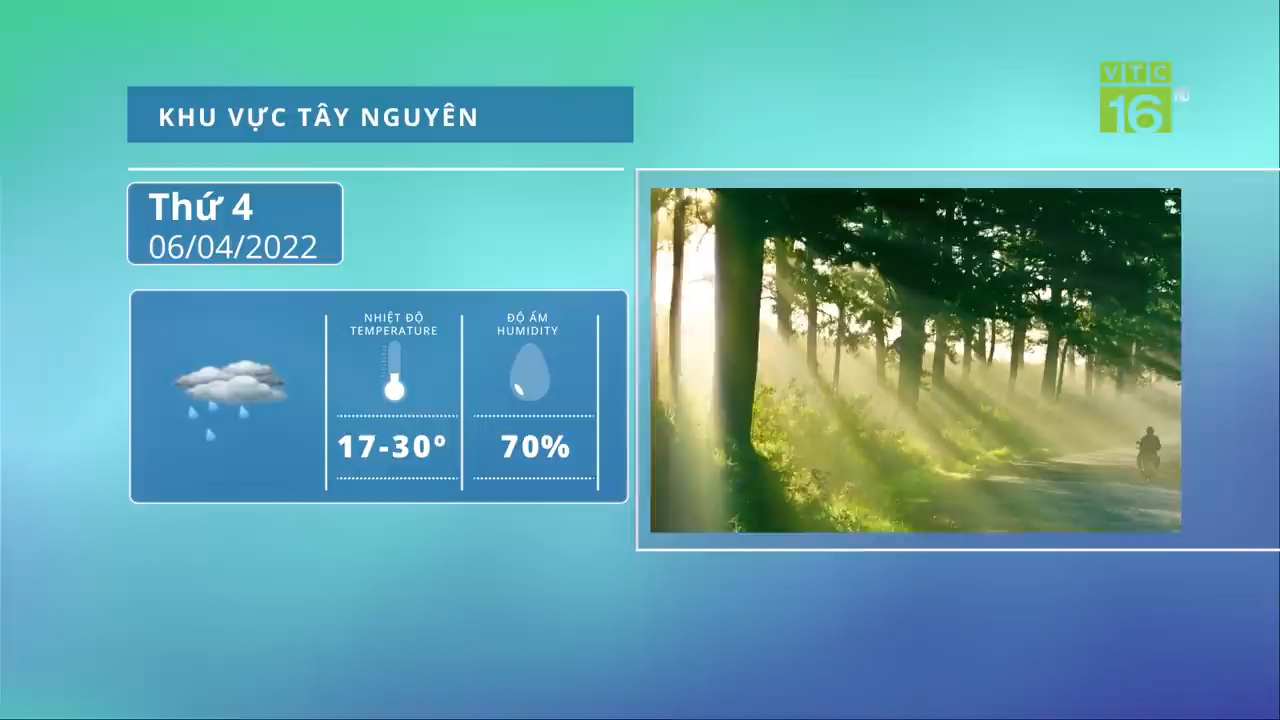 KHU VỰC TÂY NGUYÊN
VTC
16
HD
Thứ 4
06/04/2022
NHIỆT ĐỘ
TEMPERATURE
ĐỘ ẨM
HUMIDITY
17-30°
70%